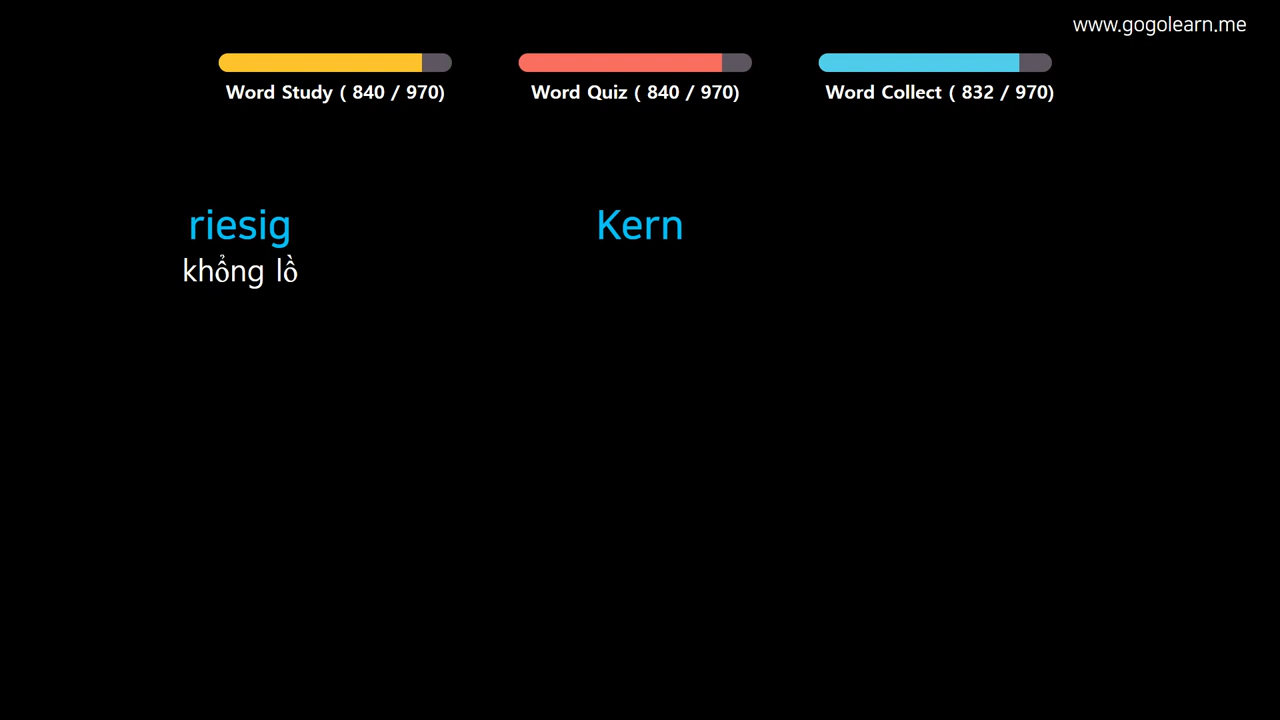 www.gogolearn.me
Word Study ( 840 / 970)
Word Quiz ( 840 / 970)
Word Collect ( 832 / 970)
riesig
khổng lồ
Kern